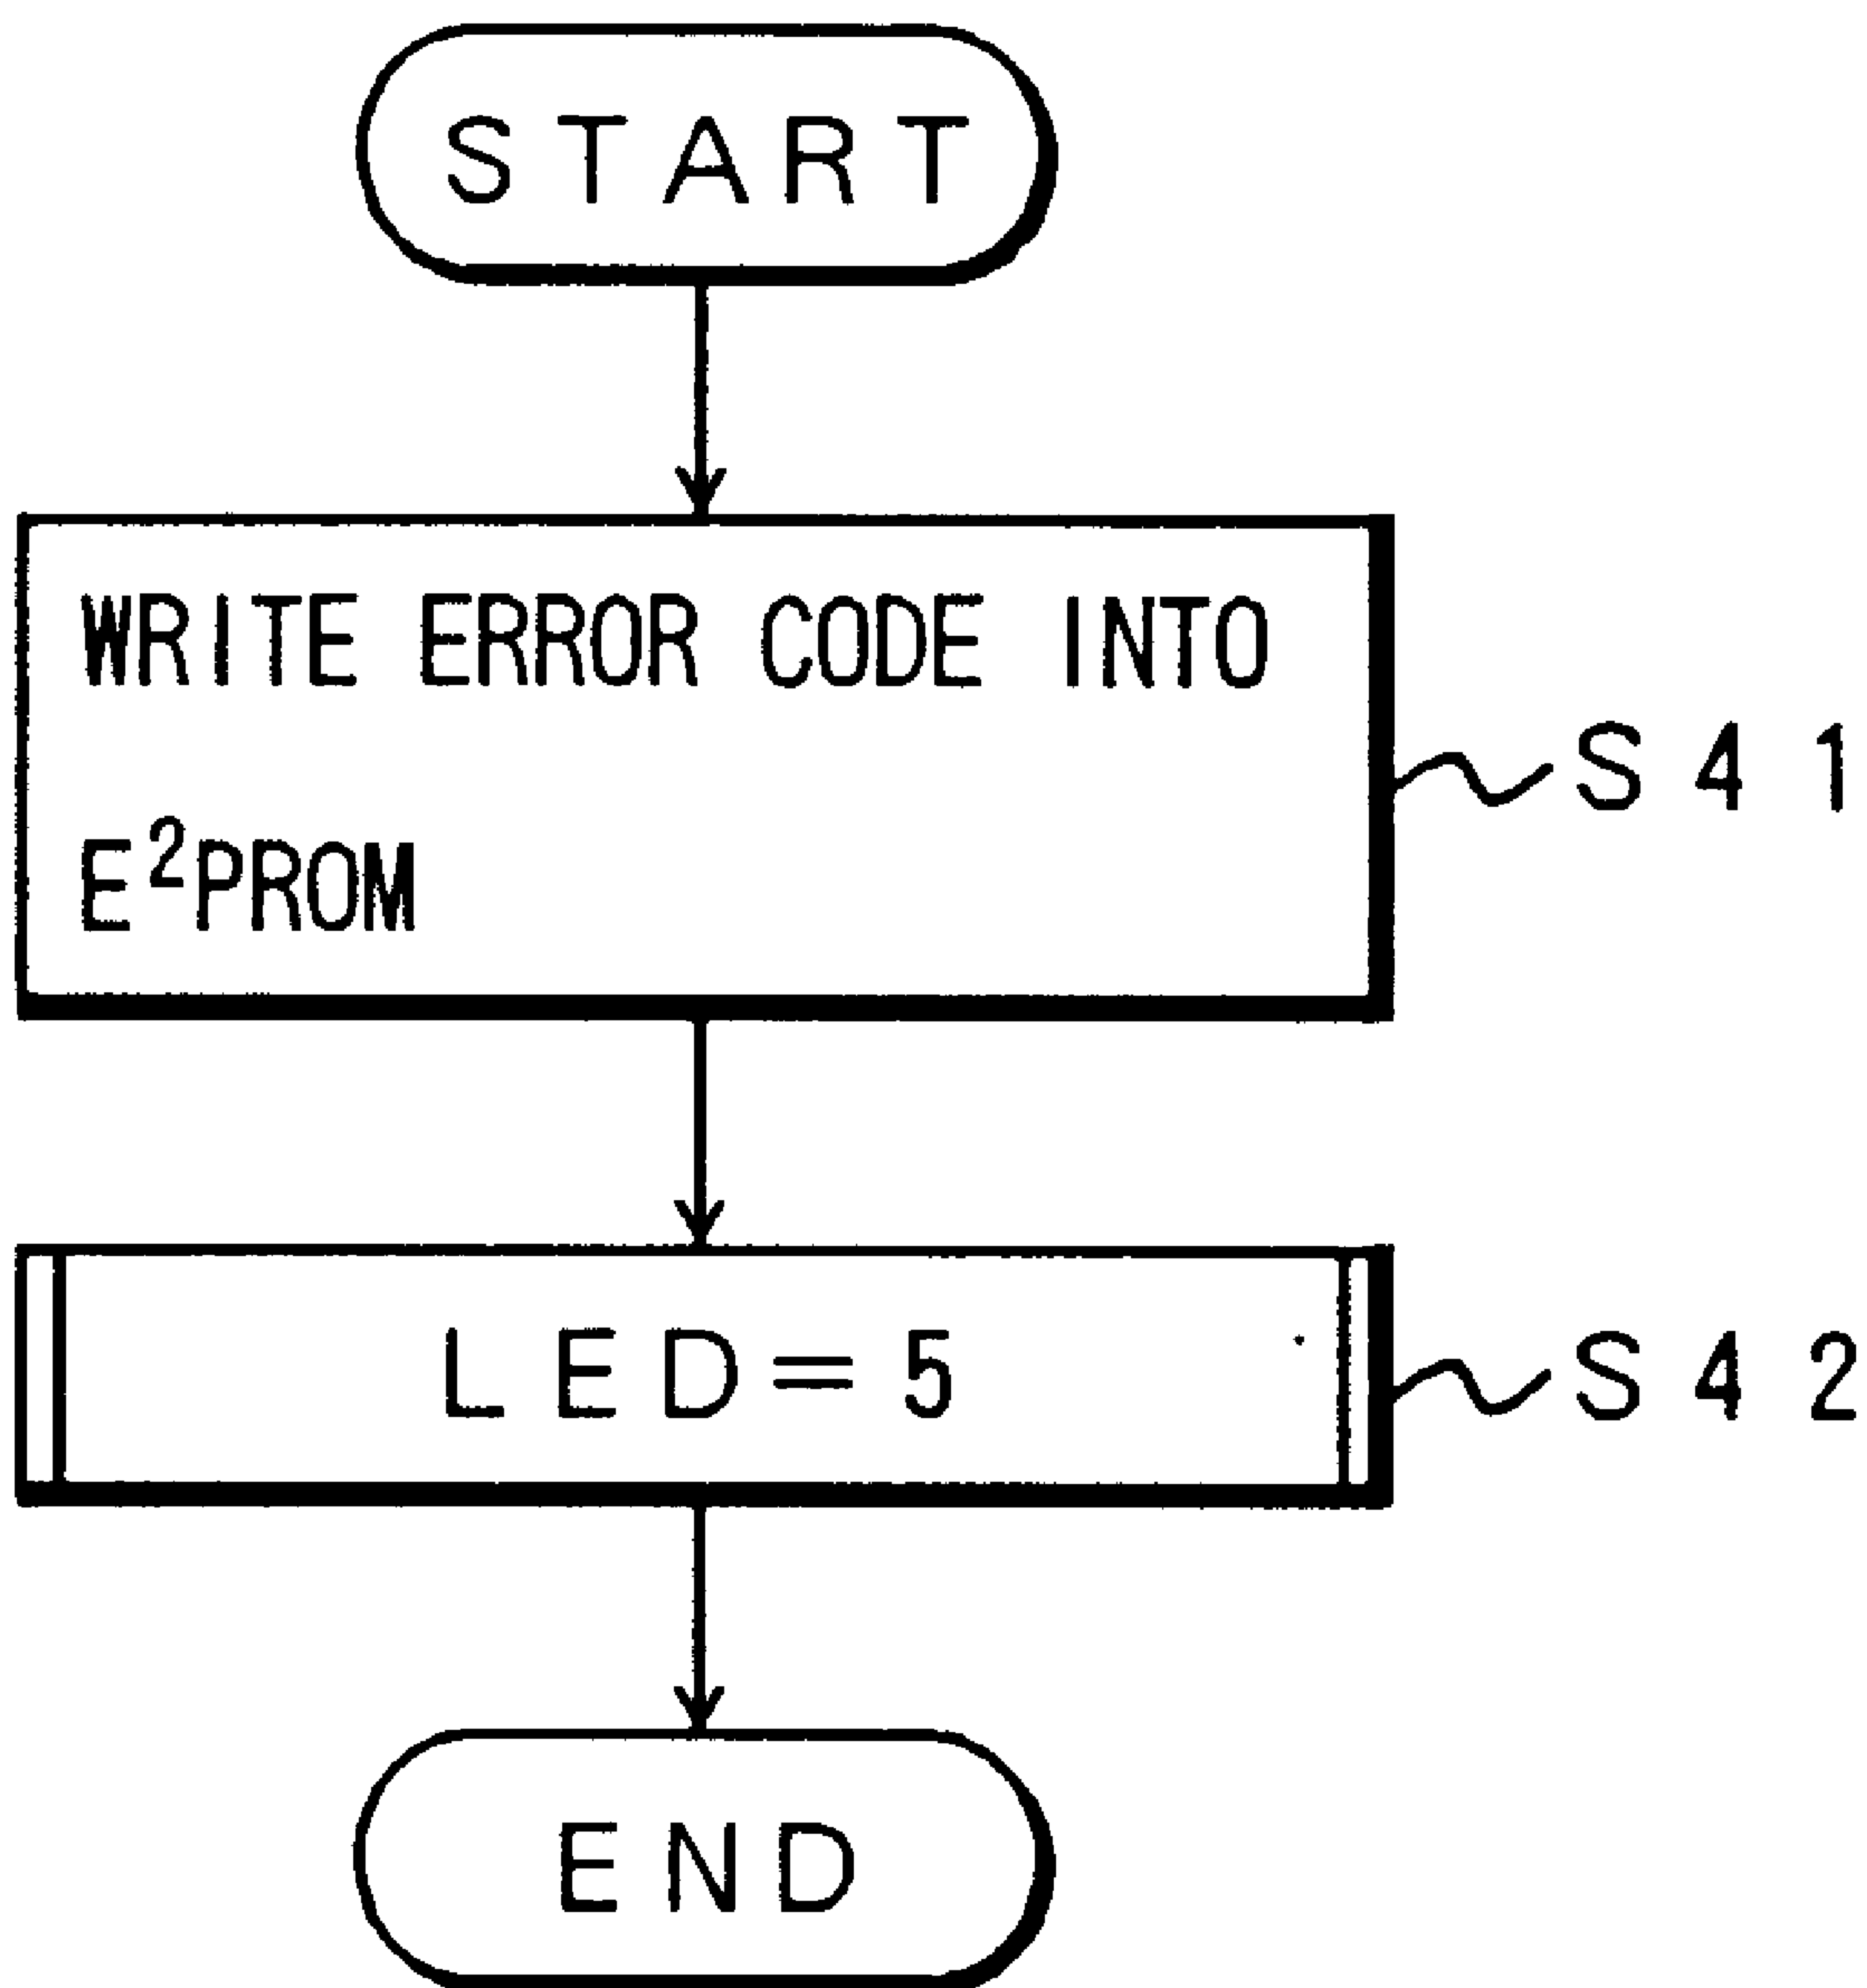 START
WRITE ERROR CODE INTO
S41
E²PROM
LED=5
S42
END